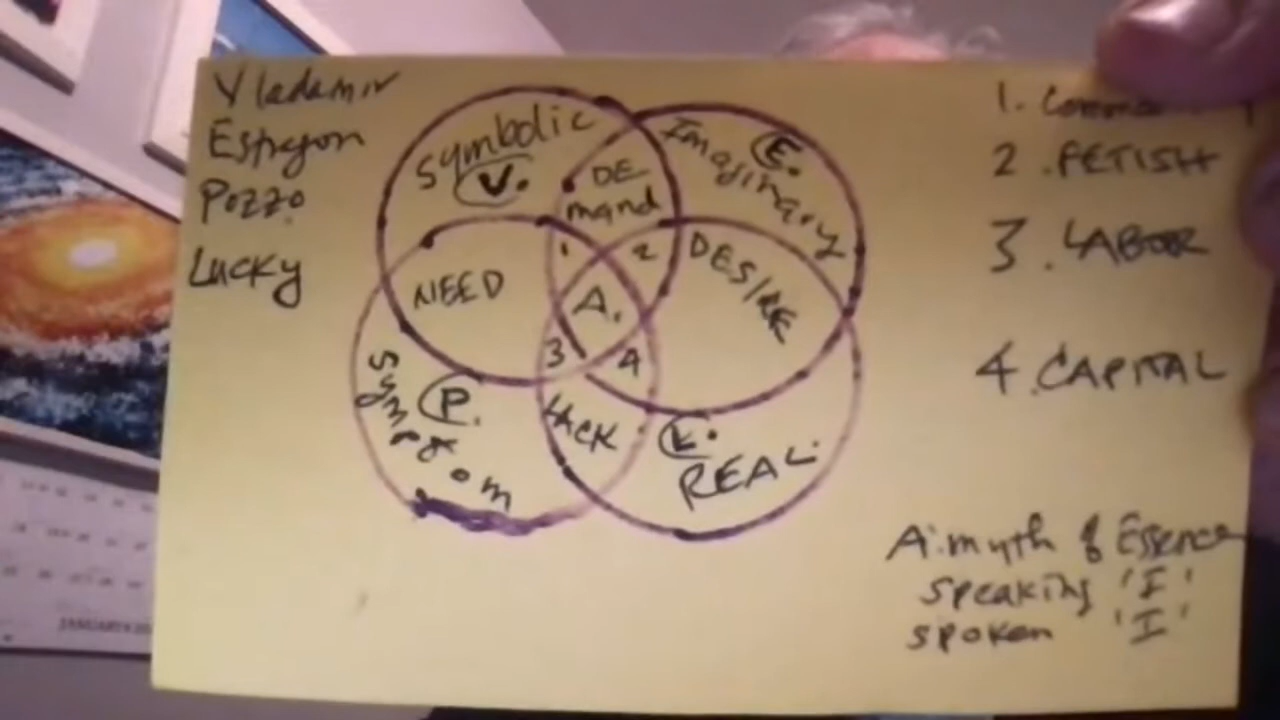 Vladamir
Estragon
Pozzo
Lucky
Symbolic
V.
DE
mand
Imaginary
E.
NEED
1
2
DESIRE
A.
3
4
Symptom
P.
LACK
L.
REAL
1.
2. FETISH
3. LABOR
4. CAPITAL
A: myth of Essence
speaking 'I'
spoken 'I'
JANUARY